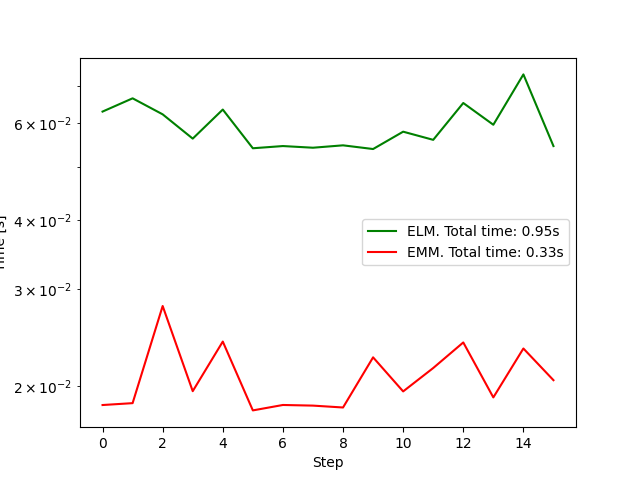 6 × 10⁻²
4 × 10⁻²
3 × 10⁻²
2 × 10⁻²
Time [s]
ELM. Total time: 0.95s
EMM. Total time: 0.33s
0 2 4 6 8 10 12 14
Step